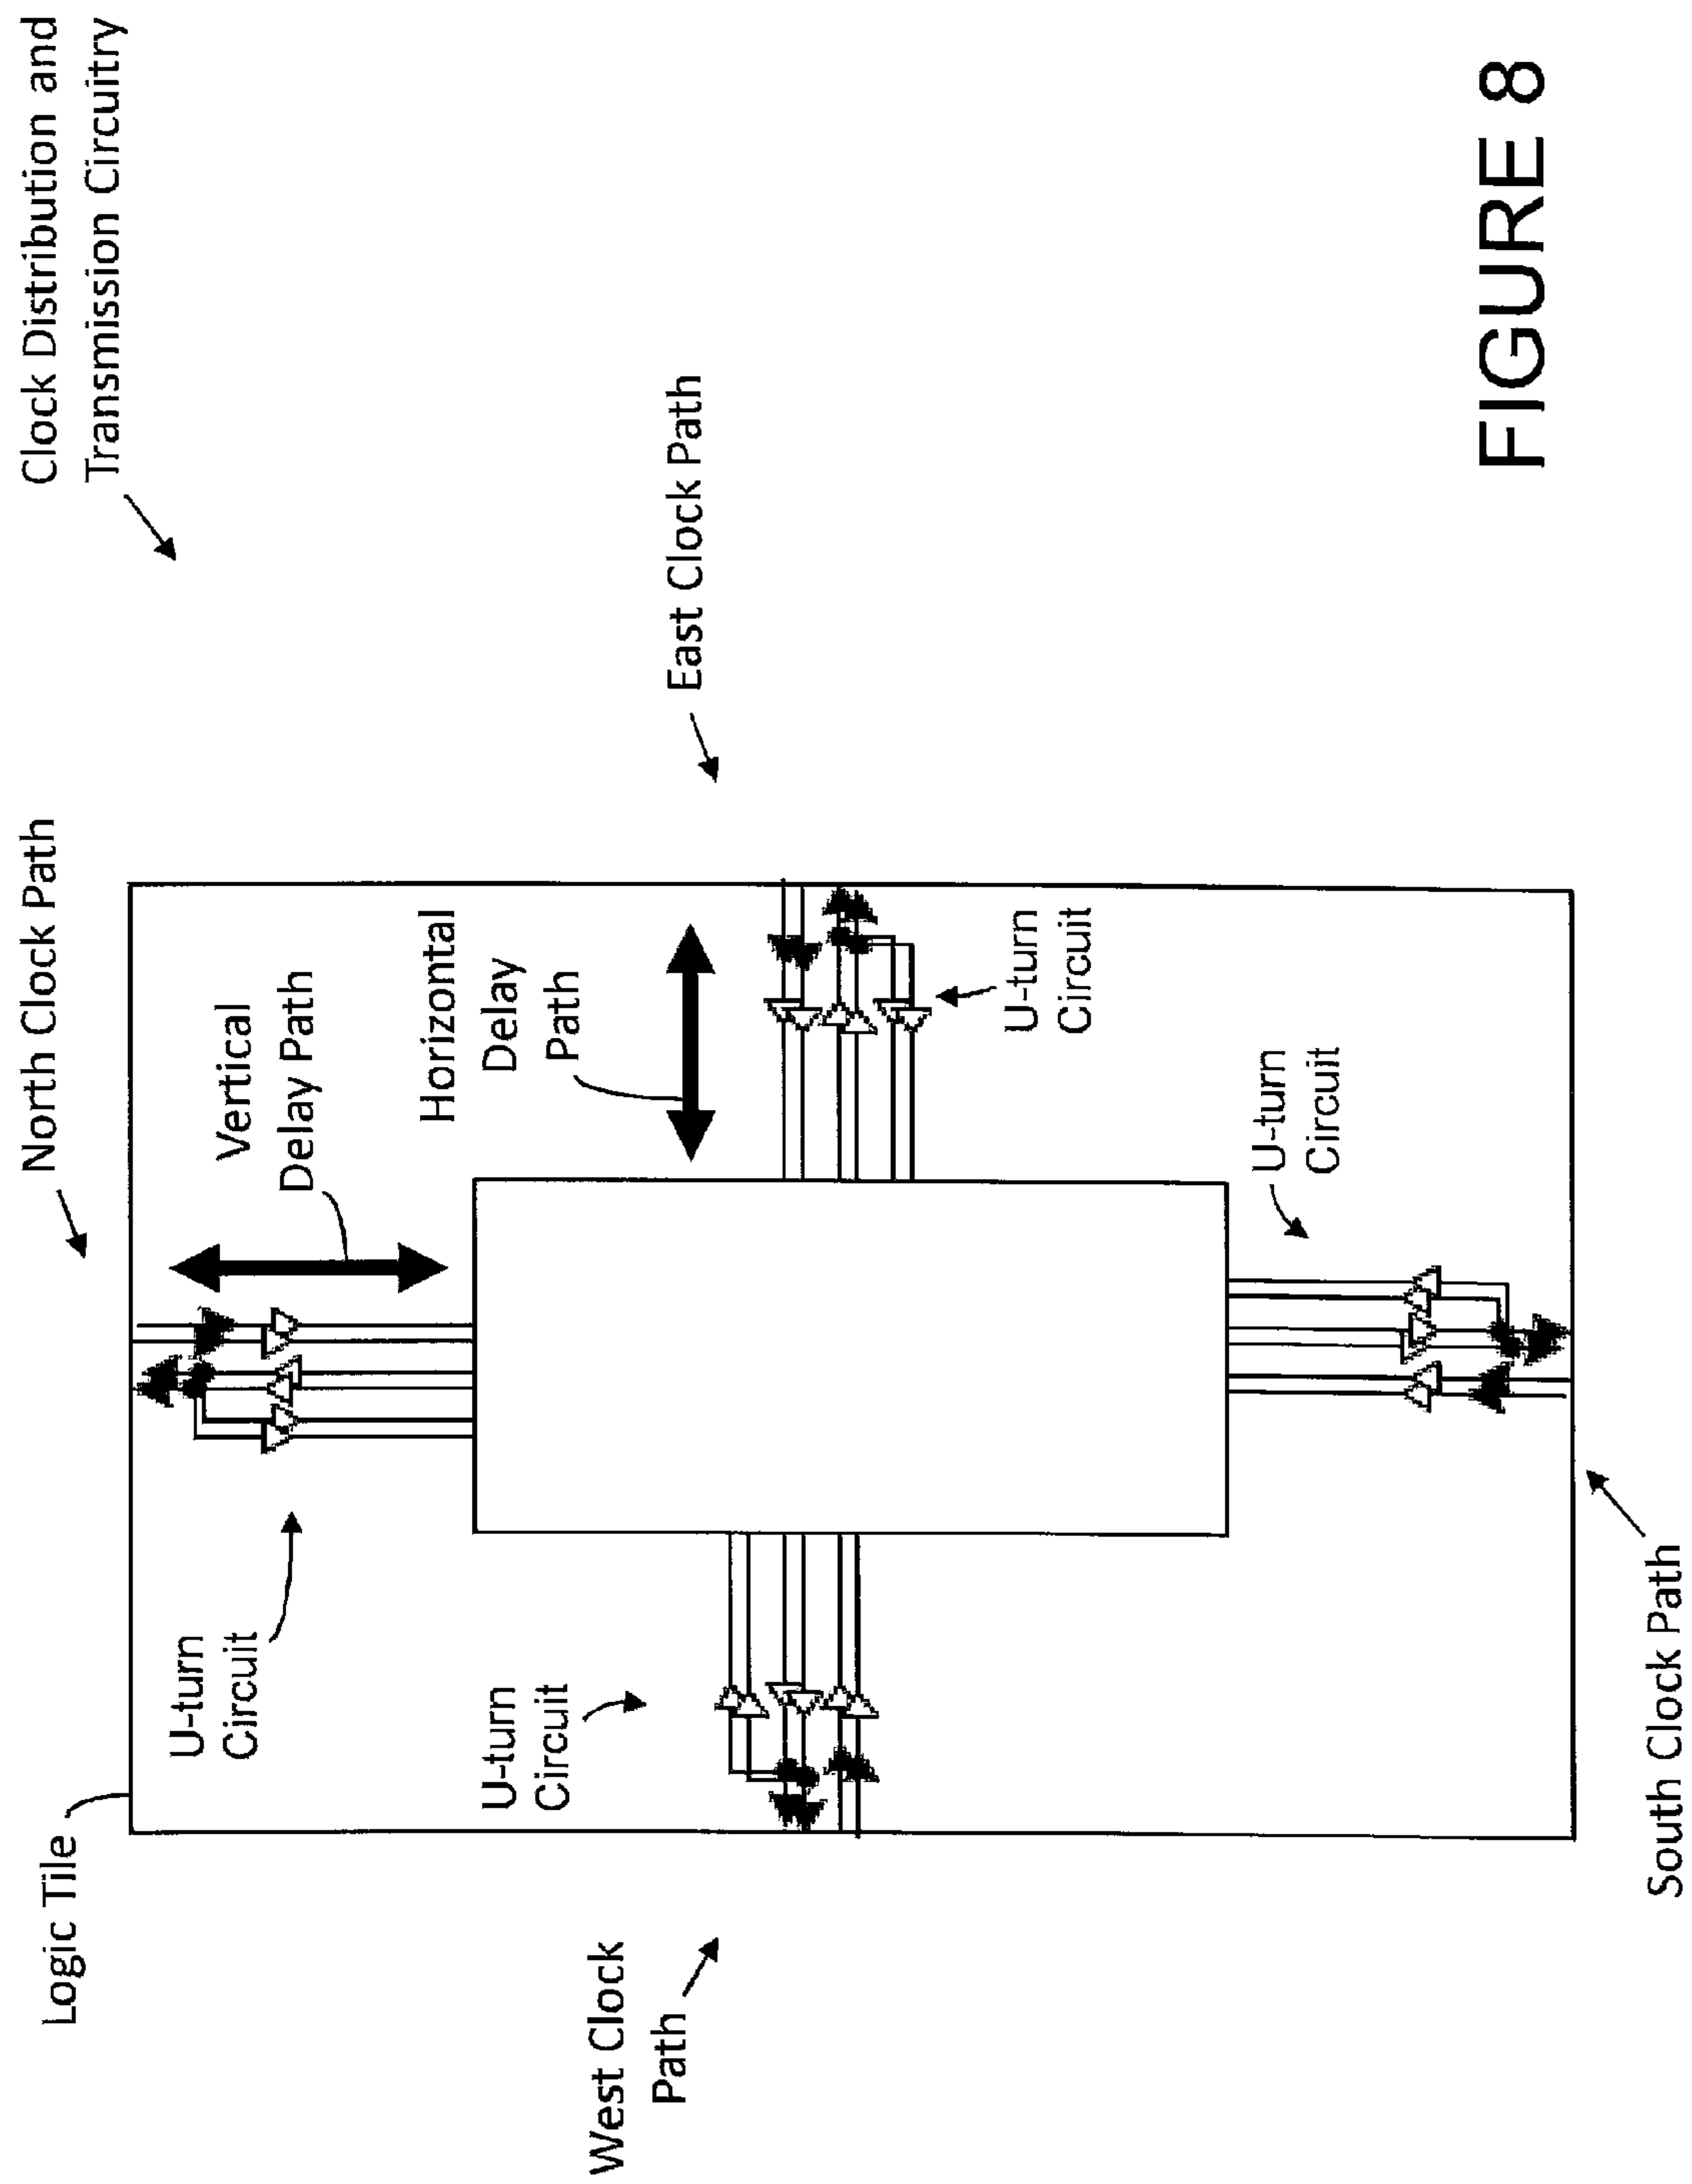 Clock Distribution and
Transmission Circuitry
North Clock Path
Logic Tile
Vertical
Delay Path
U-turn
Circuit
Horizontal
Delay
Path
U-turn
Circuit
East Clock Path
West Clock
Path
U-turn
Circuit
U-turn
Circuit
South Clock Path
FIGURE 8